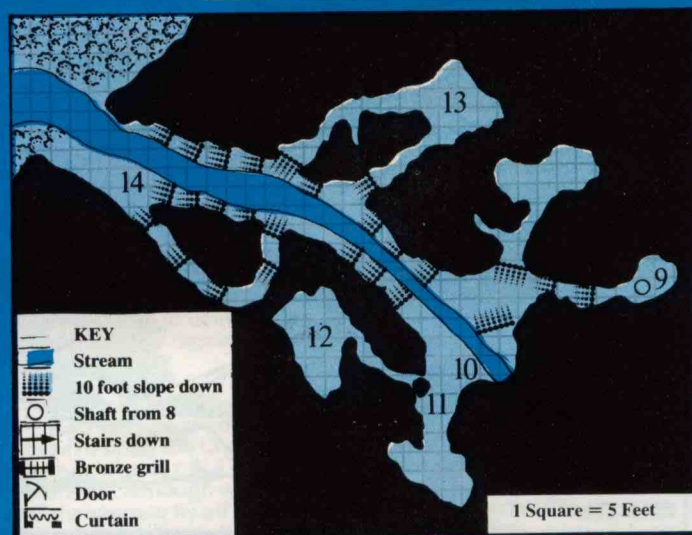 13
14
9
12
10
11
KEY
Stream
10 foot slope down
Shaft from 8
Stairs down
Bronze grill
Door
Curtain
1 Square = 5 Feet